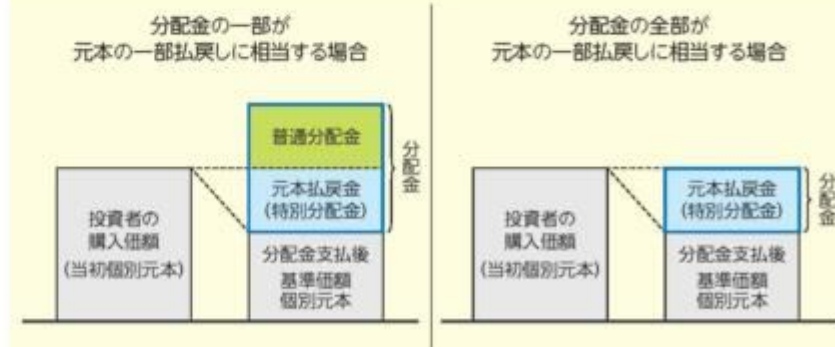 分配金の一部が
元本の一部払戻しに相当する場合
普通分配金
元本払戻金
(特別分配金)
分配金
投資者の
購入価額
(当初個別元本)
分配金支払後
基準価額
個別元本
分配金の全部が
元本の一部払戻しに相当する場合
元本払戻金
(特別分配金)
分配金
投資者の
購入価額
(当初個別元本)
分配金支払後
基準価額
個別元本